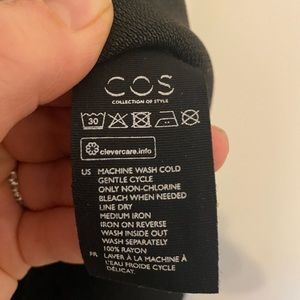 COS
COLLECTION OF STYLE
30
clevercare.info
US MACHINE WASH COLD
GENTLE CYCLE
ONLY NON-CHLORINE
BLEACH WHEN NEEDED
LINE DRY
MEDIUM IRON
IRON ON REVERSE
WASH INSIDE OUT
WASH SEPARATELY
100% RAYON
FR LAVER À LA MACHINE À
L'EAU FROIDE CYCLE
DÉLICAT.